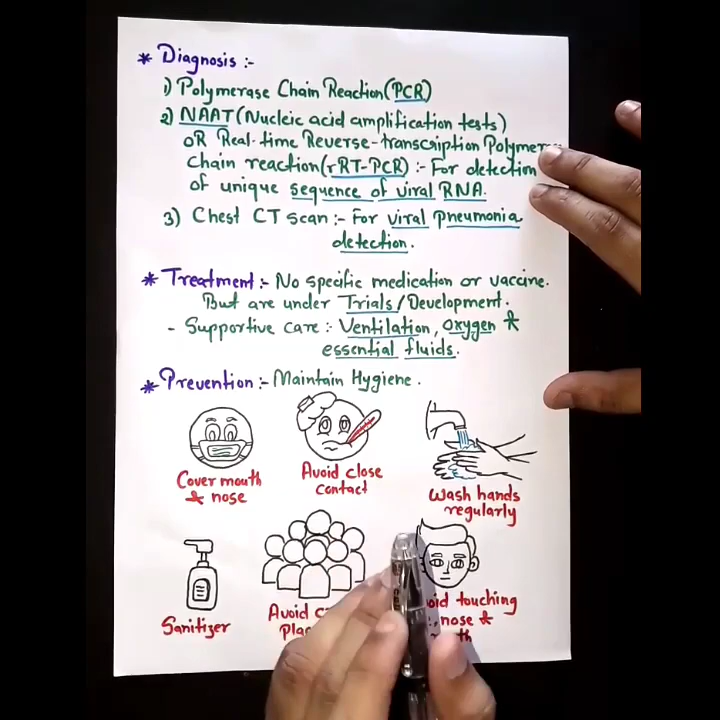 * Diagnosis :-
1) Polymerase Chain Reaction (PCR)
2) NAAT (Nucleic acid amplification tests)
OR Real-time Reverse-transcription Polymer
Chain reaction (rRT-PCR) :- For detection
of unique sequence of viral RNA.
3) Chest CT scan :- For viral pneumonia
detection.
* Treatment :- No specific medication or vaccine.
But are under Trials/Development.
- Supportive care :- Ventilation, Oxygen &
essential fluids.
* Prevention :- Maintain Hygiene.
Cover mouth
& nose
Avoid close
contact
Wash hands
regularly
Sanitizer
Avoid
touching
nose &